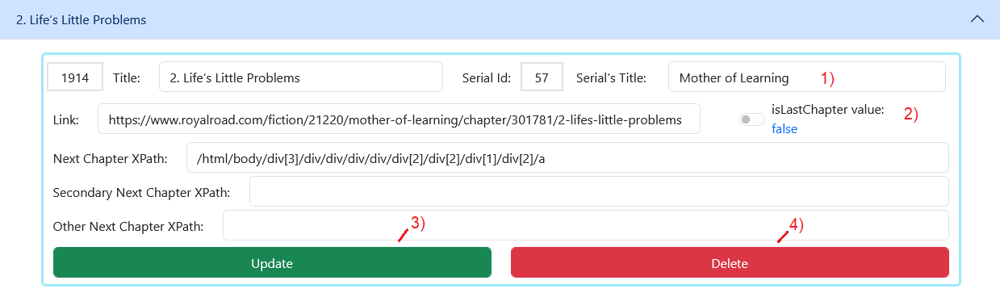 2. Life’s Little Problems
1914 Title: 2. Life’s Little Problems Serial Id: 57 Serial's Title: Mother of Learning 1)
Link: https://www.royalroad.com/fiction/21220/mother-of-learning/chapter/301781/2-lifes-little-problems isLastChapter value: 2)
false
Next Chapter XPath: /html/body/div[3]/div/div/div/div/div[2]/div[2]/div[1]/div[2]/a
Secondary Next Chapter XPath:
Other Next Chapter XPath: 3) 4)
Update Delete